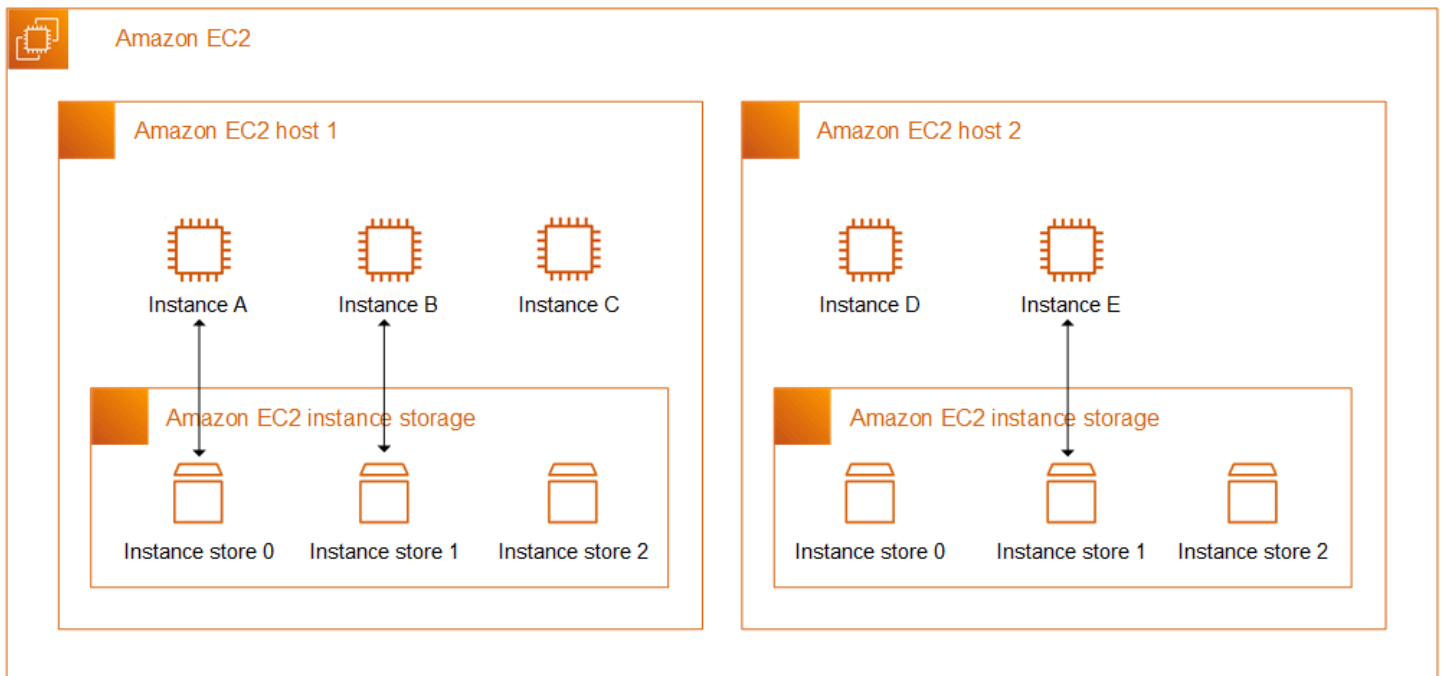 Amazon EC2
Amazon EC2 host 1
Amazon EC2 host 2
Instance A
Instance B
Instance C
Instance D
Instance E
Amazon EC2 instance storage
Amazon EC2 instance storage
Instance store 0
Instance store 1
Instance store 2
Instance store 0
Instance store 1
Instance store 2